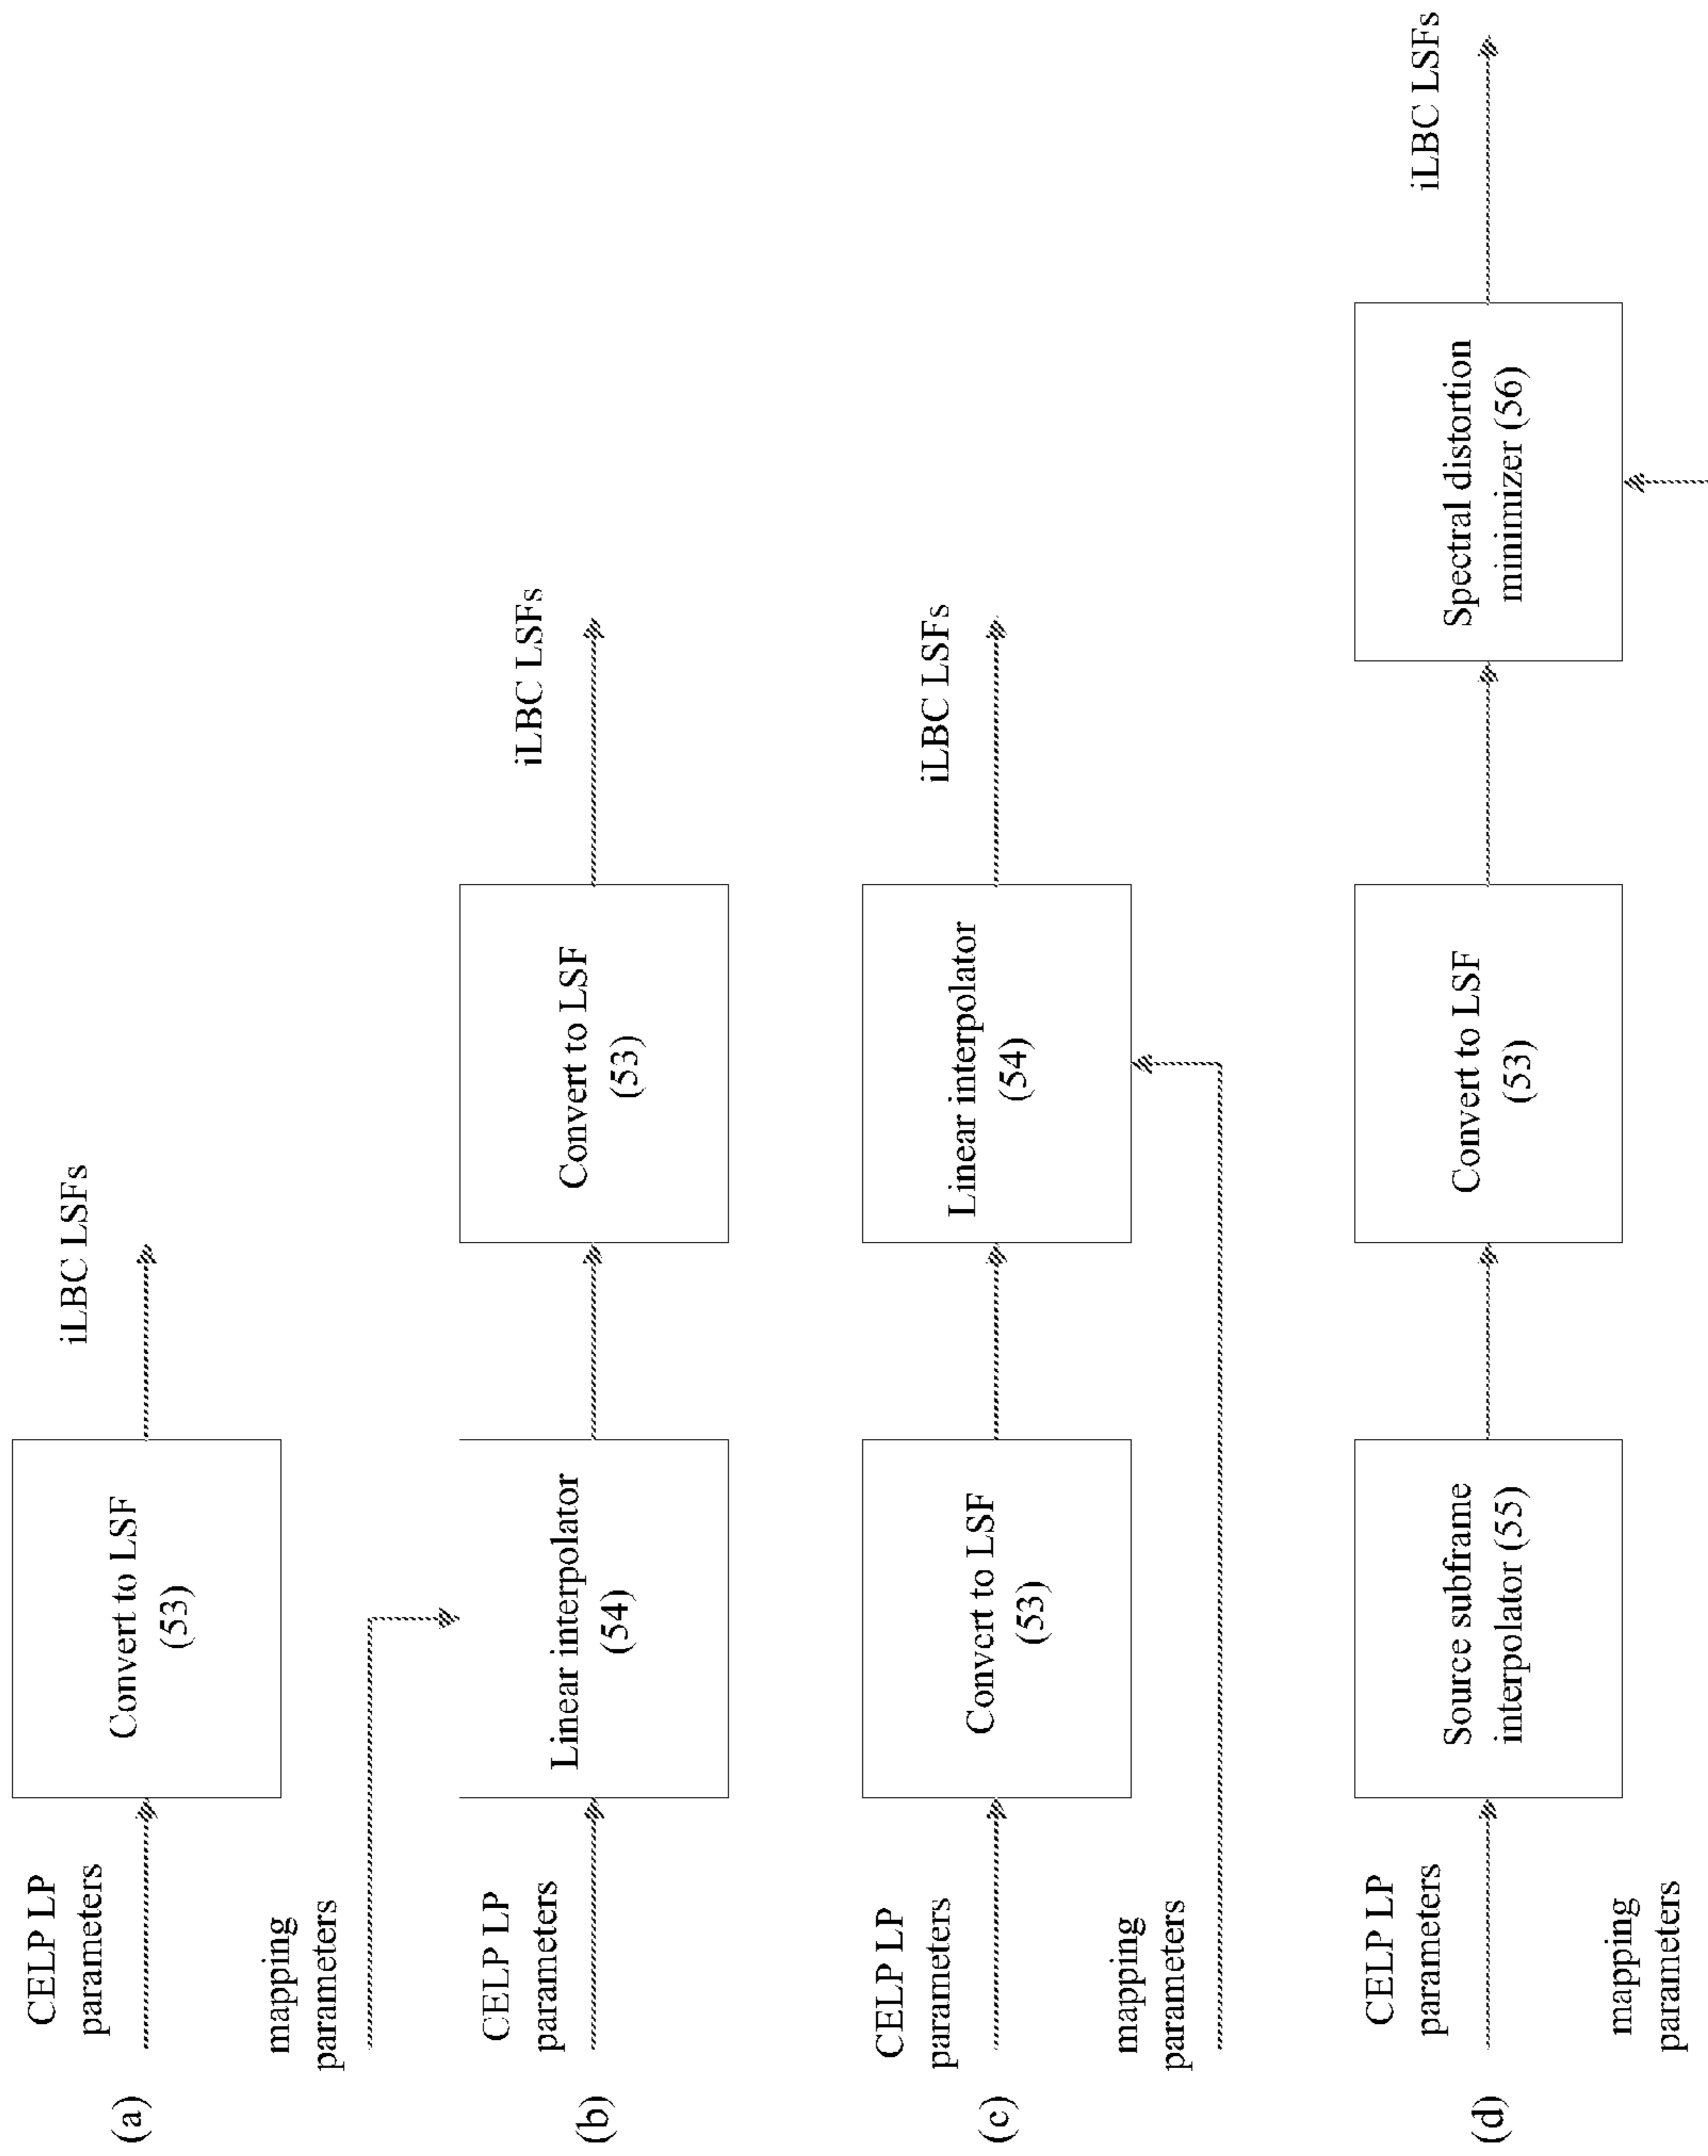 (a)
CELP LP
parameters
Convert to LSF
(53)
iLBC LSFs
mapping
parameters
(b)
CELP LP
parameters
Linear interpolator
(54)
Convert to LSF
(53)
iLBC LSFs
(c)
CELP LP
parameters
Convert to LSF
(53)
Linear interpolator
(54)
iLBC LSFs
mapping
parameters
(d)
CELP LP
parameters
Source subframe
interpolator (55)
Convert to LSF
(53)
Spectral distortion
minimizer (56)
iLBC LSFs
mapping
parameters